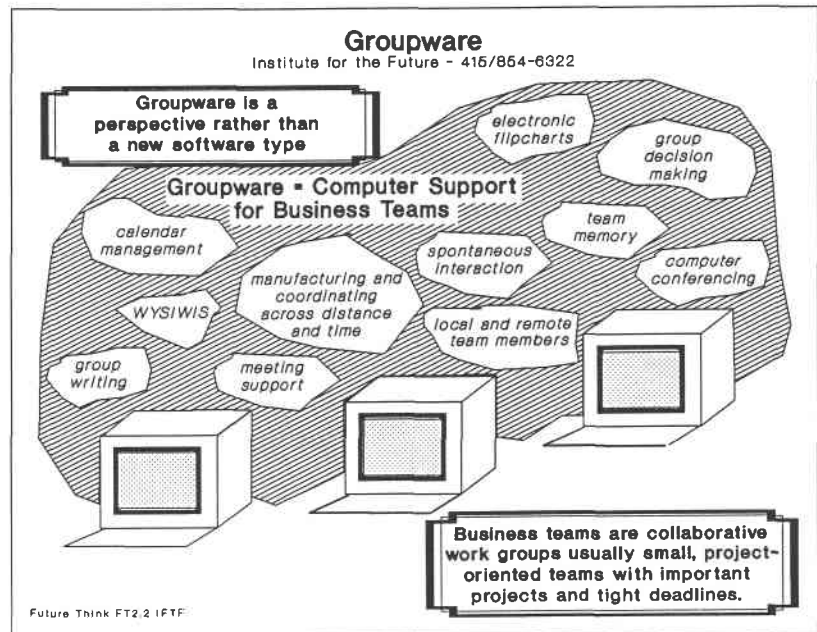 Groupware
Institute for the Future - 415/854-6322
Groupware is a
perspective rather than
a new software type
electronic
flipcharts
group
decision
making
Groupware = Computer Support
for Business Teams
calendar
management
team
memory
spontaneous
interaction
computer
conferencing
manufacturing and
coordinating
across distance
and time
WYSIWIS
local and remote
team members
group
writing
meeting
support
Business teams are collaborative
work groups usually small, project-
oriented teams with important
projects and tight deadlines.
Future Think FT2.2 IFTF